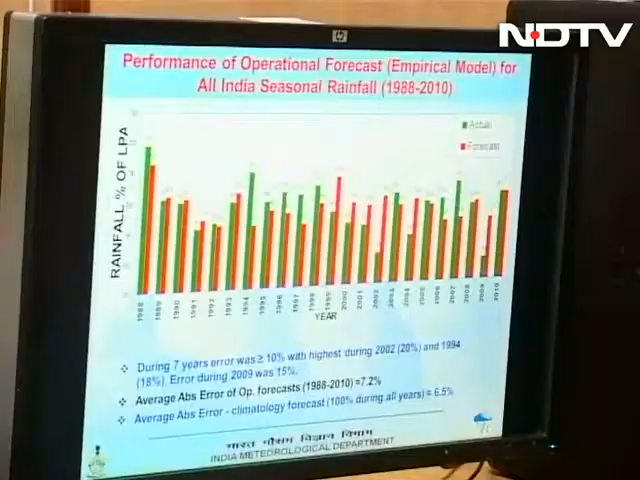 NDTV
hp
Performance of Operational Forecast (Empirical Model) for
All India Seasonal Rainfall (1988-2010)
Actual
Forecast
RAINFALL % OF LPA
1988 1989 1990 1991 1992 1993 1994 1995 1996 1997 1998 1999 2000 2001 2002 2003 2004 2005 2006 2007 2008 2009 2010
YEAR
❖ During 7 years error was ≥ 10% with highest during 2002 (20%) and 1994
(18%). Error during 2009 was 15%.
❖ Average Abs Error of Op. forecasts (1988-2010) =7.2%
❖ Average Abs Error - climatology forecast (100% during all years) = 6.5%
भारत मौसम विज्ञान विभाग
INDIA METEOROLOGICAL DEPARTMENT